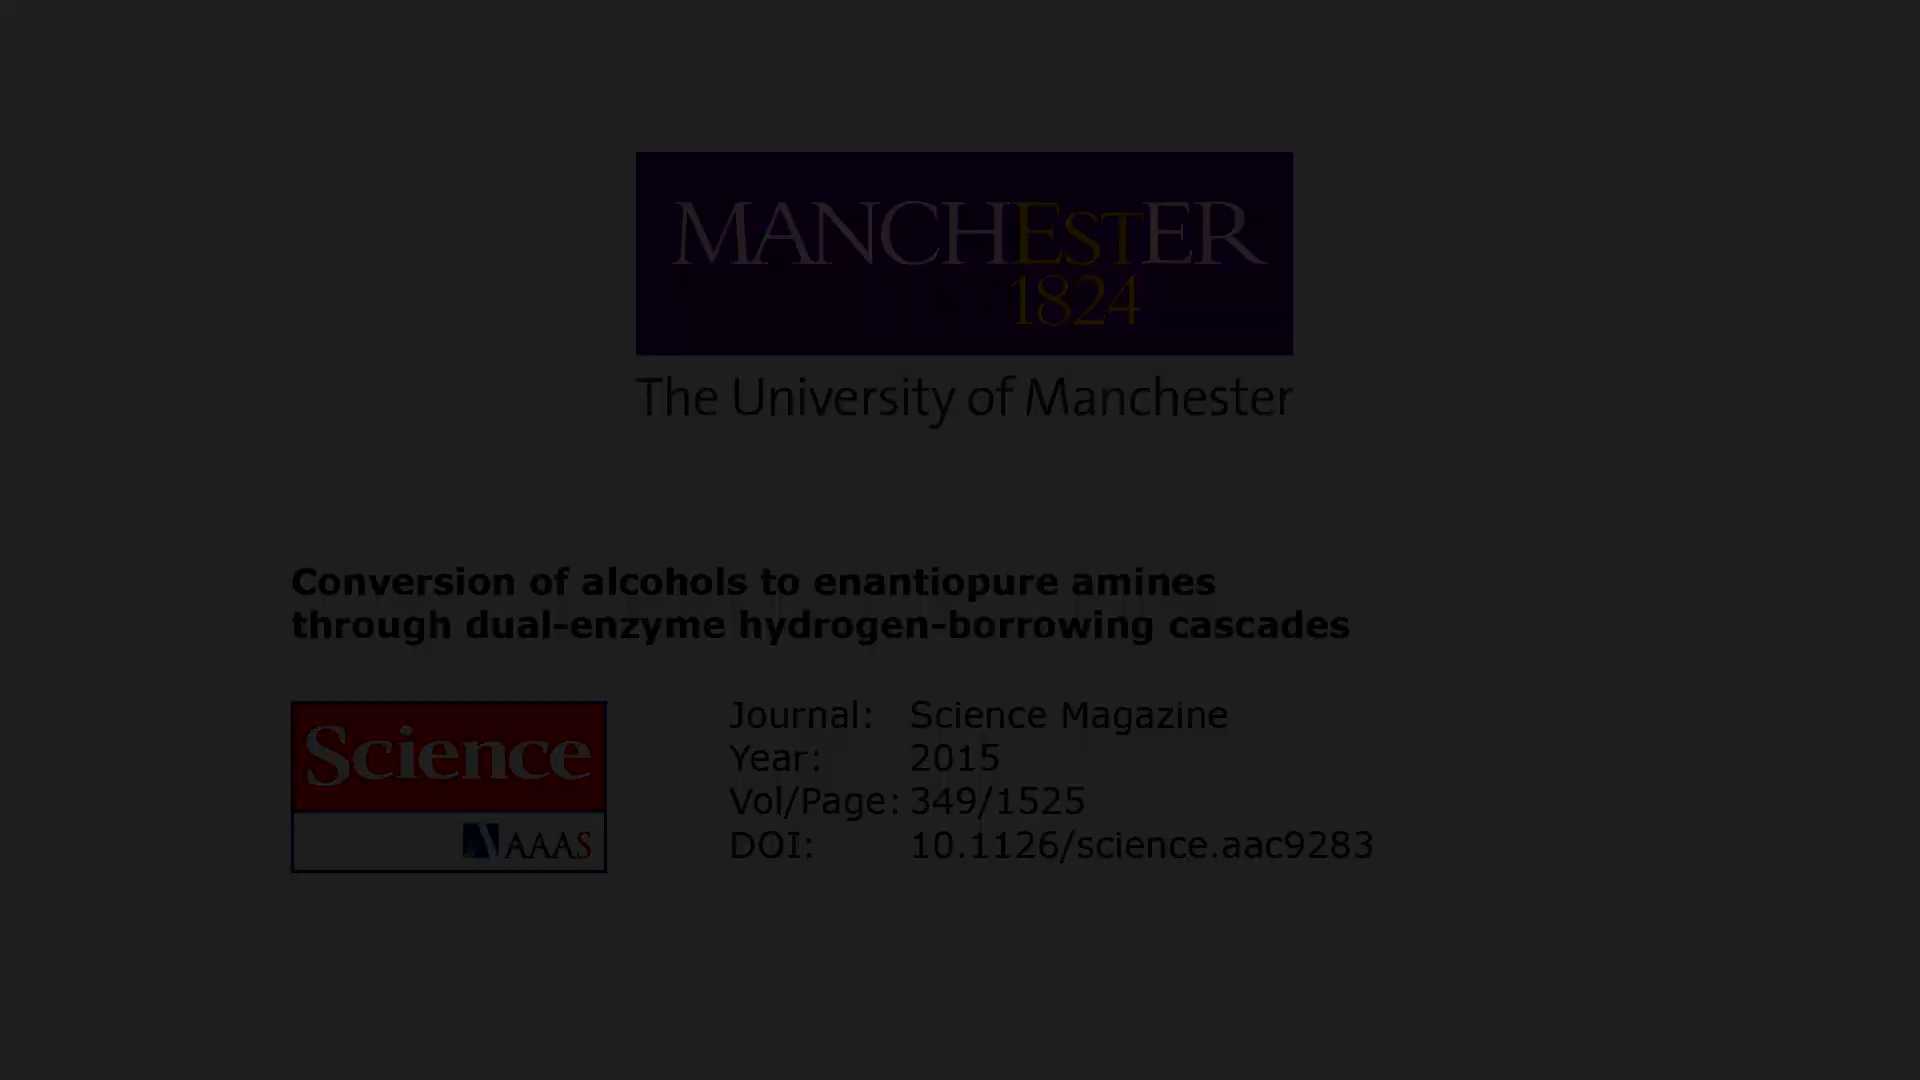 MANCHESTER
1824
The University of Manchester
Conversion of alcohols to enantiopure amines
through dual-enzyme hydrogen-borrowing cascades
Science
AAAS
Journal: Science Magazine
Year: 2015
Vol/Page: 349/1525
DOI: 10.1126/science.aac9283